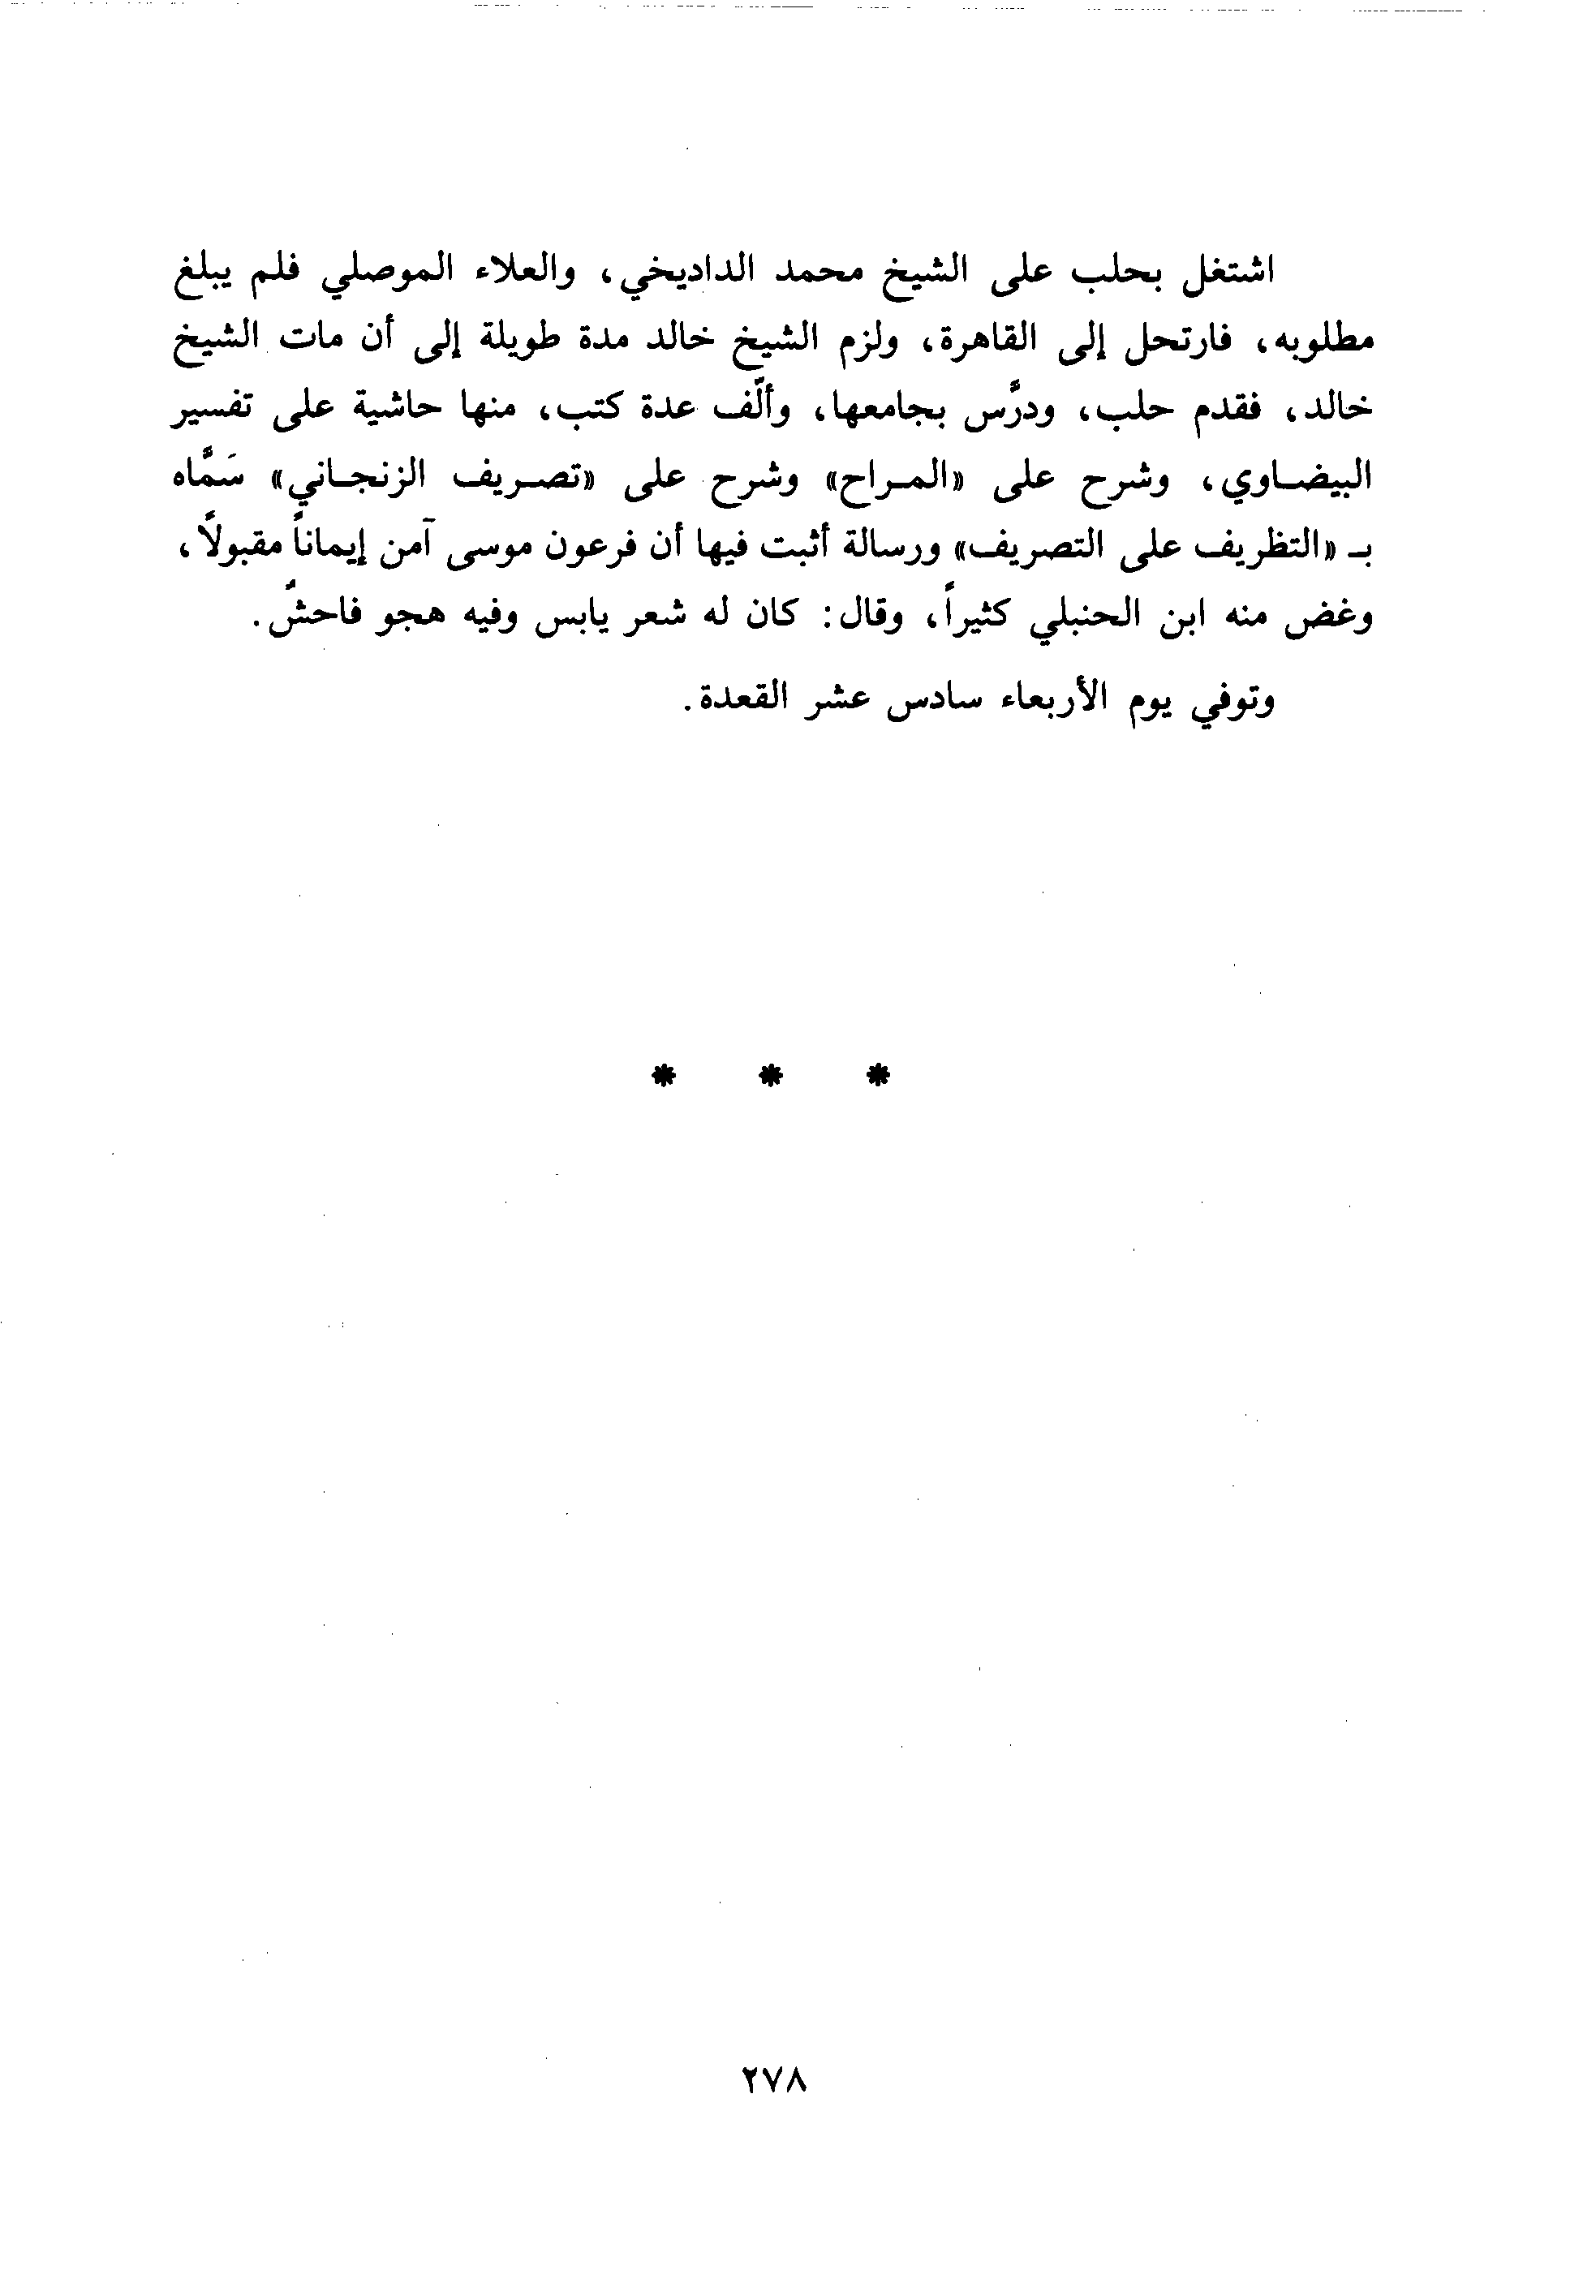 اشتغل بحلب على الشيخ محمد الداديخي، والعلاء الموصلي فلم يبلغ
مطلوبه، فارتحل إلى القاهرة، ولزم الشيخ خالد مدة طويلة إلى أن مات الشيخ
خالد، فقدم حلب، ودرَّس بجامعها، وألَّف عدة كتب، منها حاشية على تفسير
البيضاوي، وشرح على «المراح» وشرح على «تصريف الزنجاني» سَمَّاه
بـ «التظريف على التصريف» ورسالة أثبت فيها أن فرعون موسى آمن إيماناً مقبولاً،
وغض منه ابن الحنبلي كثيراً، وقال: كان له شعر يابس وفيه هجو فاحشٌ.
وتوفي يوم الأربعاء سادس عشر القعدة.
* * *
٢٧٨